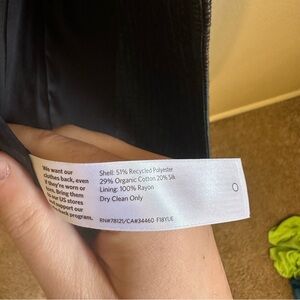 We want our
clothes back, even
if they're worn or
torn. Bring them
to our US stores
and support our
back program.
Shell: 51% Recycled Polyester
29% Organic Cotton 20% Silk
Lining: 100% Rayon
Dry Clean Only
RN#78121/CA#34460 F18YUE